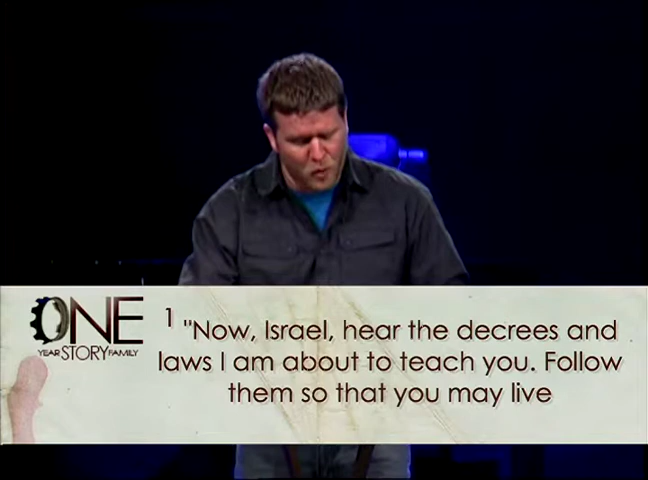 ONE
YEAR STORY FAMILY
1 "Now, Israel, hear the decrees and
laws I am about to teach you. Follow
them so that you may live